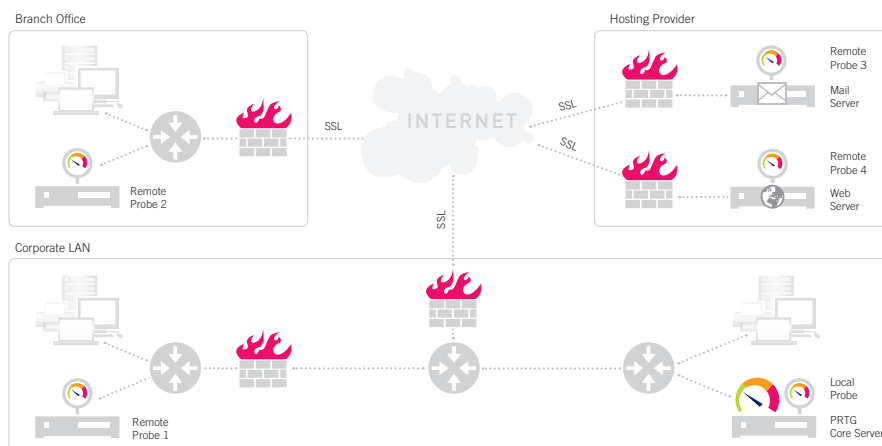 Branch Office
Hosting Provider
Remote
Probe 3
Mail
Server
SSL
INTERNET
SSL
SSL
Remote
Probe 4
Web
Server
Remote
Probe 2
SSL
Corporate LAN
Local
Probe
PRTG
Core Server
Remote
Probe 1